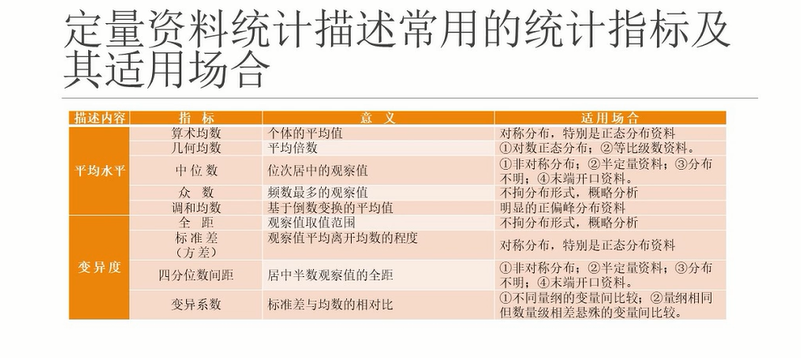 定量资料统计描述常用的统计指标及
其适用场合
描述内容 指 标 意 义 适用场合
平均水平
算术均数 个体的平均值 对称分布，特别是正态分布资料
几何均数 平均倍数 ①对数正态分布；②等比级数资料。
中位数 位次居中的观察值 ①非对称分布；②半定量资料；③分布
不明；④末端开口资料。
众 数 频数最多的观察值 不拘分布形式，概略分析
调和均数 基于倒数变换的平均值 明显的正偏峰分布资料
变异度
全 距 观察值取值范围 不拘分布形式，概略分析
标准差
（方差） 观察值平均离开均数的程度 对称分布，特别是正态分布资料
四分位数间距 居中半数观察值的全距 ①非对称分布；②半定量资料；③分布
不明；④末端开口资料。
变异系数 标准差与均数的相对比 ①不同量纲的变量间比较；②量纲相同
但数量级相差悬殊的变量间比较。